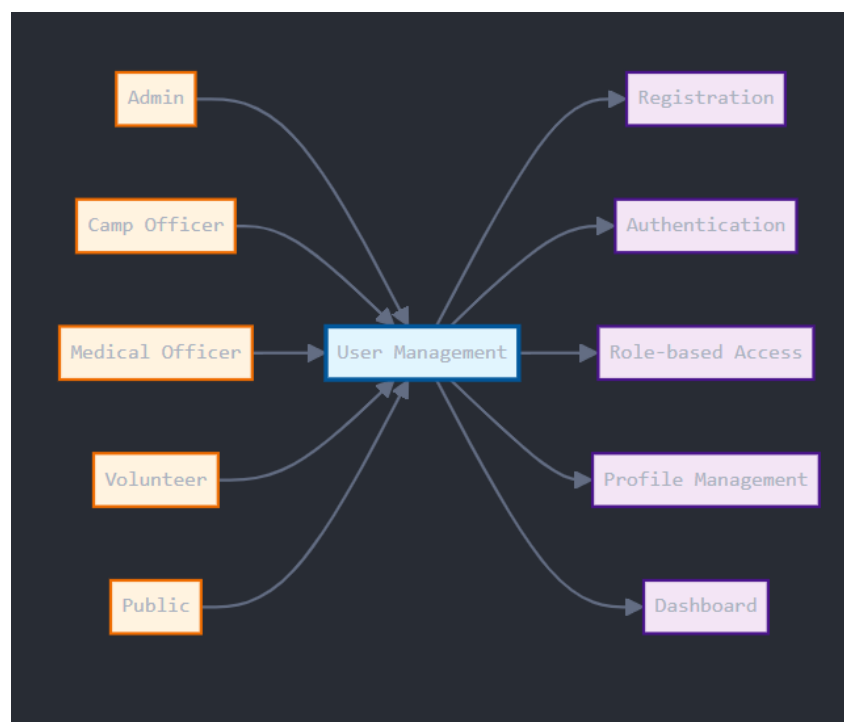 Admin
Registration
Camp Officer
Authentication
Medical Officer
User Management
Role-based Access
Volunteer
Profile Management
Public
Dashboard